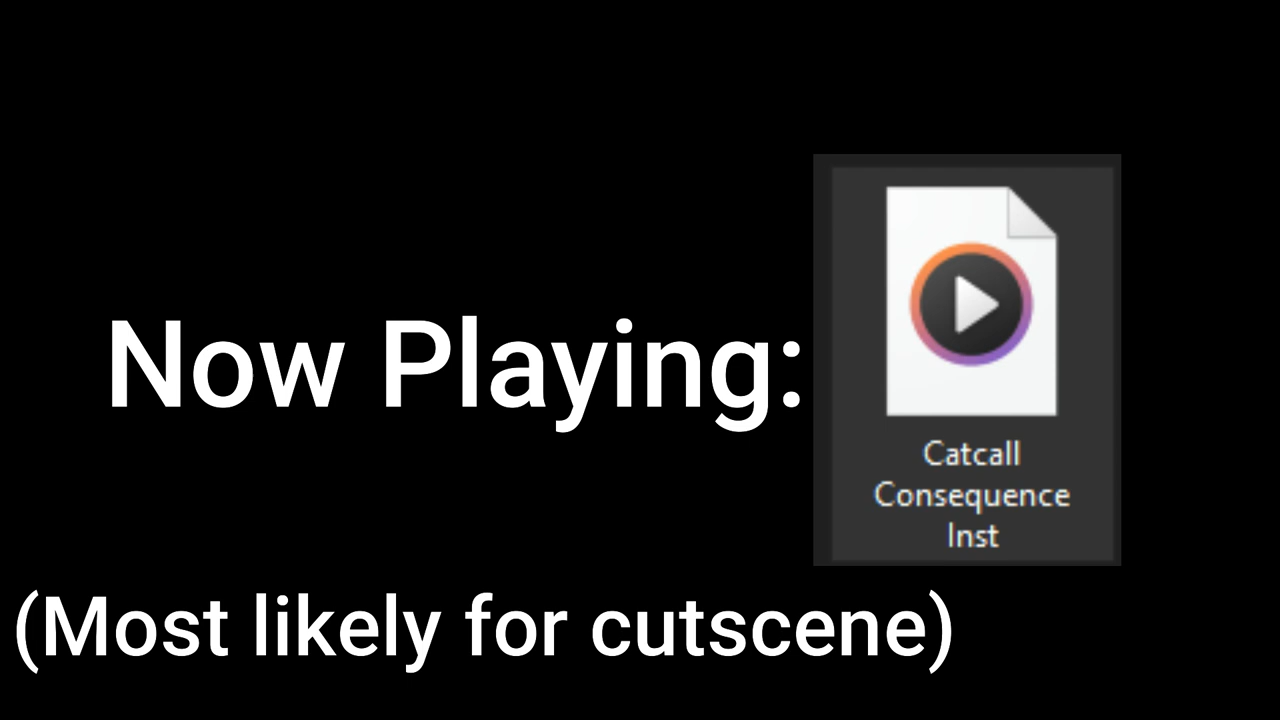 Now Playing:
Catcall
Consequence
Inst
(Most likely for cutscene)